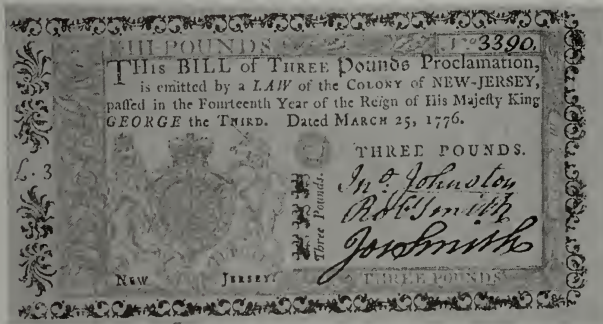 III POUNDS No 3390.
THis BILL of THREE Pounds Proclamation,
is emitted by a LAW of the COLONY of NEW-JERSEY,
paſſed in the Fourteenth Year of the Reign of His Majeſty King
GEORGE the THIRD. Dated MARCH 25, 1776.
£. 3
THREE POUNDS.
Jno. Johnston
Robt. Smith
Jos Smith
Three Pounds.
NEW JERSEY.
THREE POUNDS